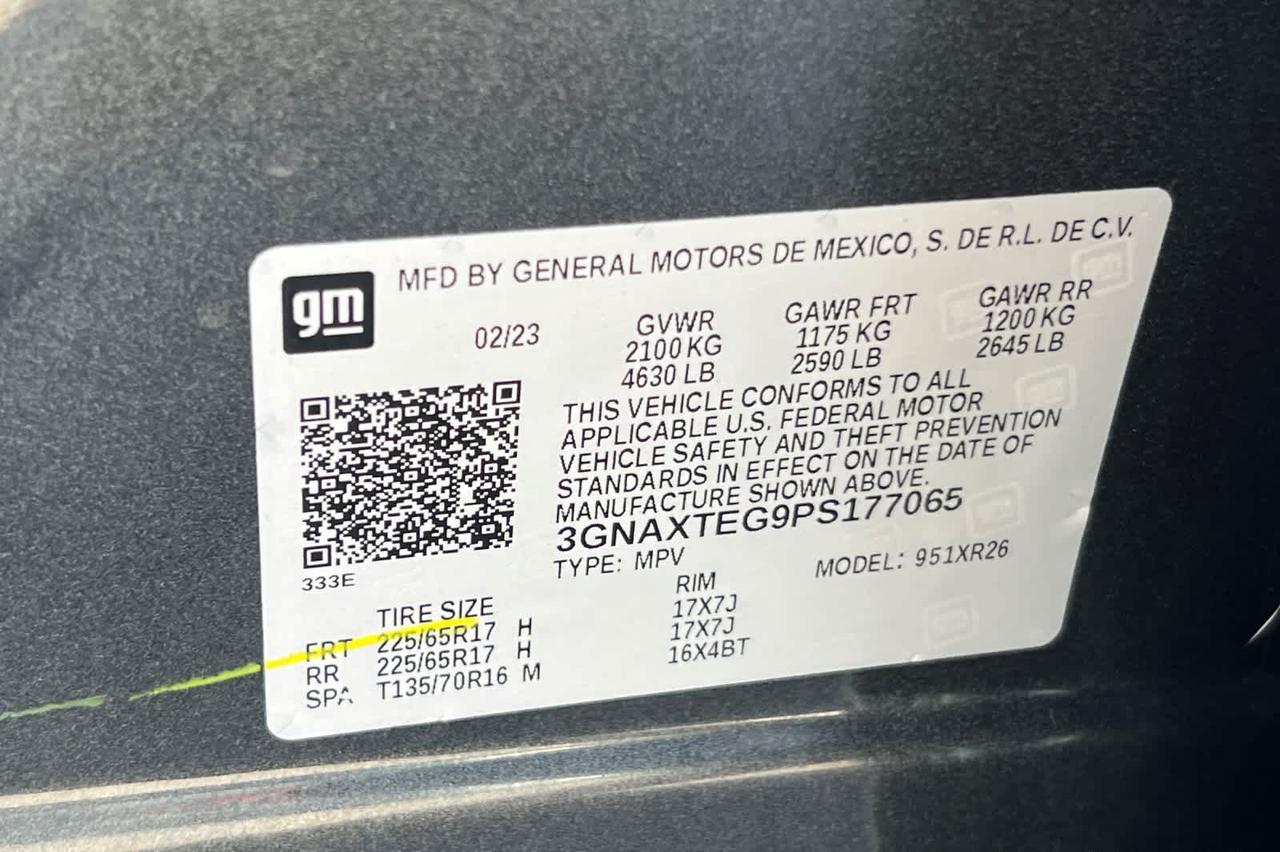 gm
MFD BY GENERAL MOTORS DE MEXICO, S. DE R.L. DE C.V.
02/23
GVWR
2100 KG
4630 LB
GAWR FRT
1175 KG
2590 LB
GAWR RR
1200 KG
2645 LB
THIS VEHICLE CONFORMS TO ALL
APPLICABLE U.S. FEDERAL MOTOR
VEHICLE SAFETY AND THEFT PREVENTION
STANDARDS IN EFFECT ON THE DATE OF
MANUFACTURE SHOWN ABOVE.
3GNAXTEG9PS177065
TYPE: MPV MODEL: 951XR26
333E
TIRE SIZE RIM
FRT 225/65R17 H 17X7J
RR 225/65R17 H 17X7J
SPA T135/70R16 M 16X4BT